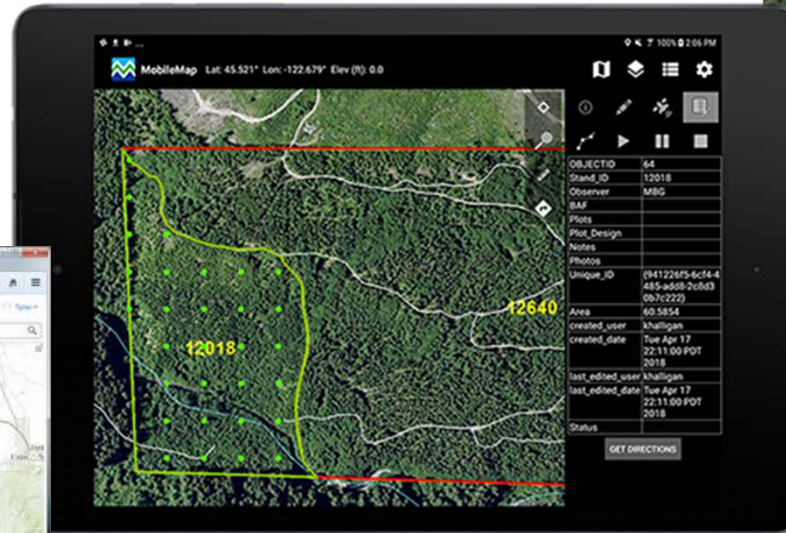 100% 2:06 PM
MobileMap Lat: 45.521° Lon: -122.679° Elev (ft): 0.0
12018
12640
OBJECTID 64
Stand_ID 12018
Observer MBG
BAF
Plots
Plot_Design
Notes
Photos
Unique_ID {941226f5-6cf4-4
485-add8-2c8d3
0b7c222}
Area 60.5854
created_user khalligan
created_date Tue Apr 17
22:11:00 PDT
2018
last_edited_user khalligan
last_edited_date Tue Apr 17
22:11:00 PDT
2018
Status
GET DIRECTIONS